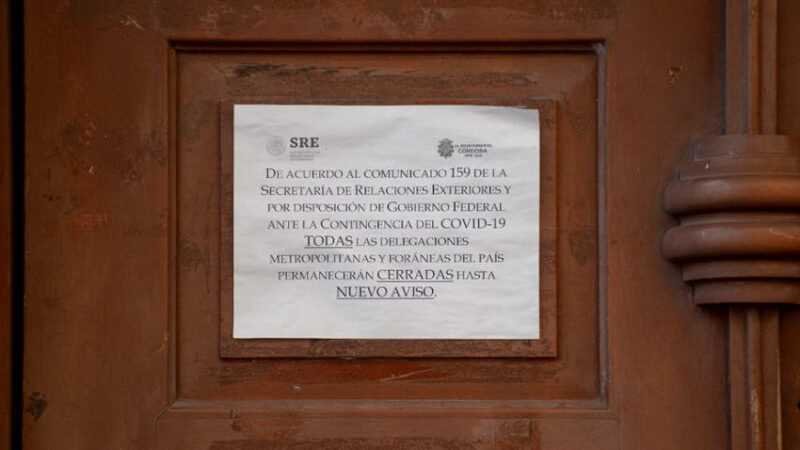 SRE
CÓRDOBA
DE ACUERDO AL COMUNICADO 159 DE LA
SECRETARÍA DE RELACIONES EXTERIORES Y
POR DISPOSICIÓN DE GOBIERNO FEDERAL
ANTE LA CONTINGENCIA DEL COVID-19
TODAS LAS DELEGACIONES
METROPOLITANAS Y FORÁNEAS DEL PAÍS
PERMANECERÁN CERRADAS HASTA
NUEVO AVISO.